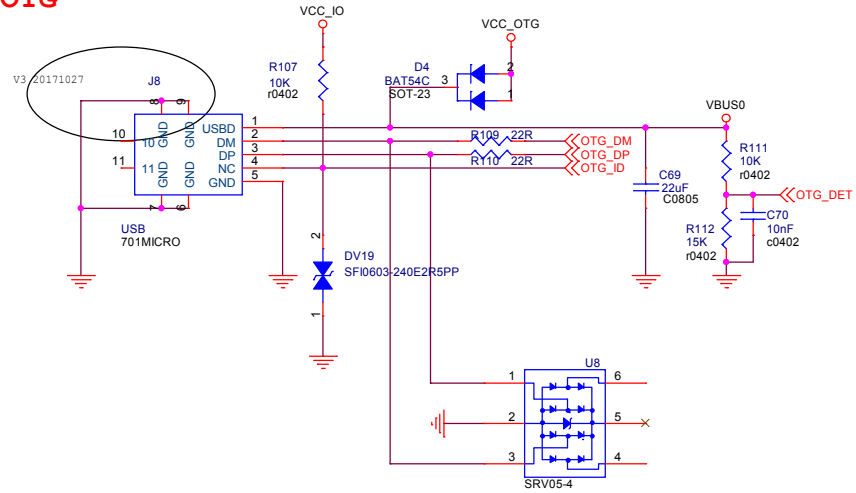 OTG
VCC_IO
VCC_OTG
V3 20171027
J8
R107
10K
r0402
D4
BAT54C
SOT-23
3
2
1
VBUS0
8
9
GND
GND
10
10
11
11
GND
GND
7
6
USBD
DM
DP
NC
GND
1
2
3
4
5
USB
701MICRO
R109
22R
R110
22R
OTG_DM
OTG_DP
OTG_ID
C69
22uF
C0805
R111
10K
r0402
OTG_DET
R112
15K
r0402
C70
10nF
c0402
2
DV19
SFI0603-240E2R5PP
1
U8
1
2
3
6
5
4
SRV05-4